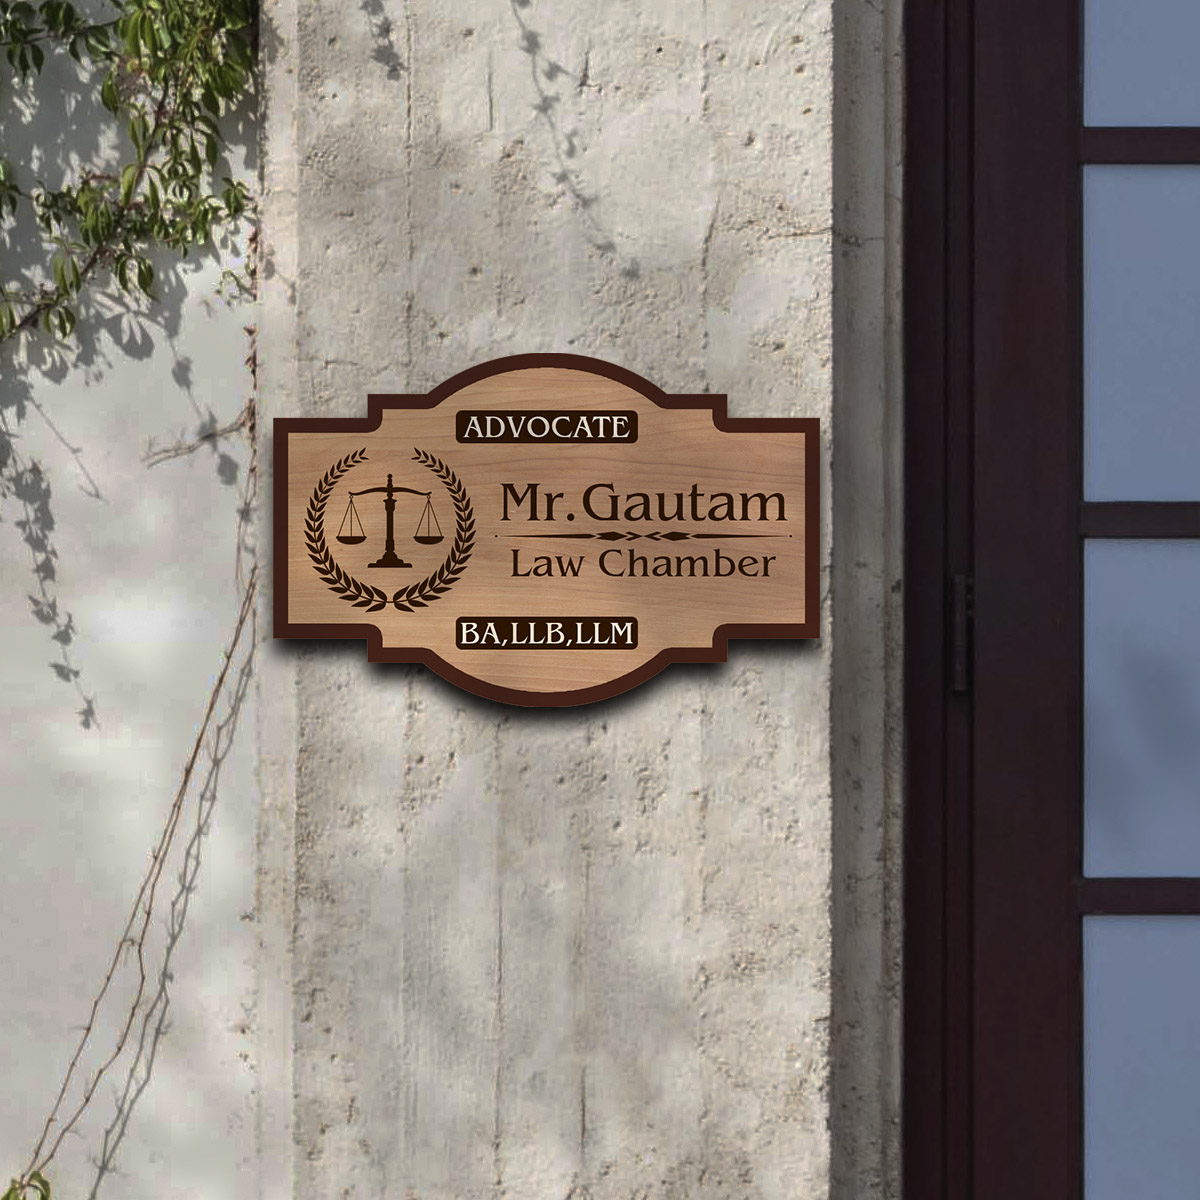 ADVOCATE
Mr. Gautam
Law Chamber
BA,LLB,LLM